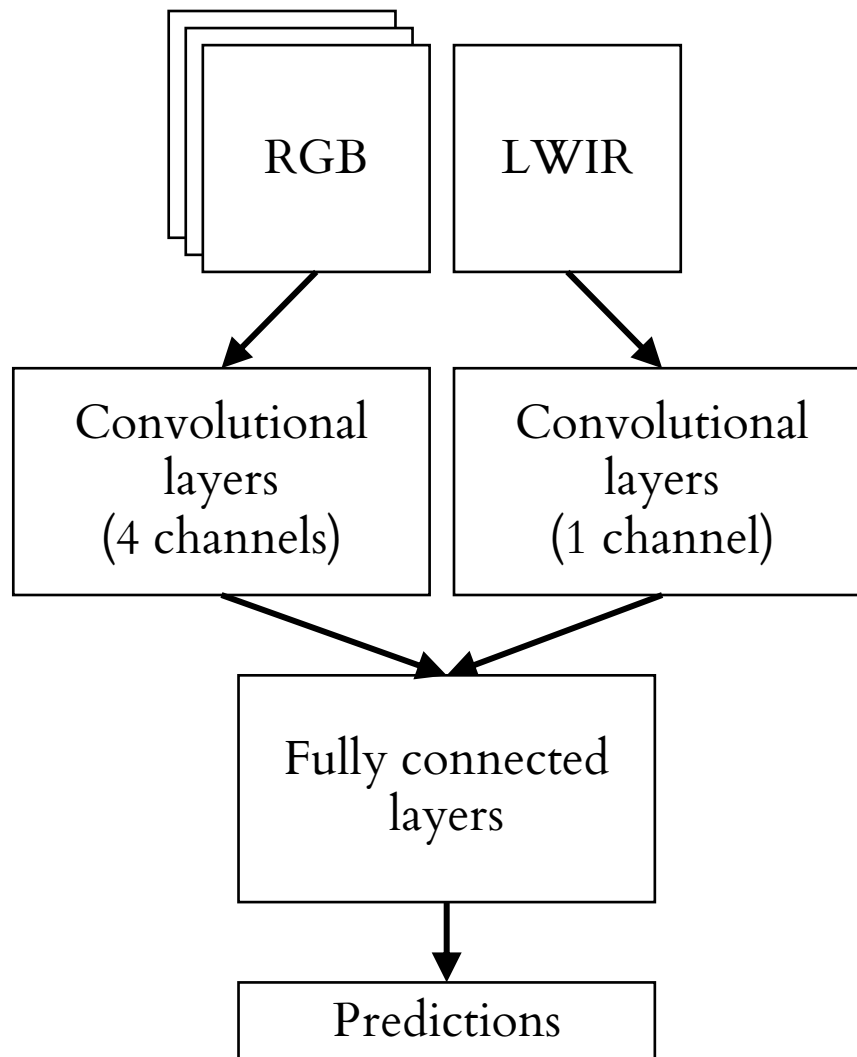 RGB
LWIR
Convolutional
layers
(4 channels)
Convolutional
layers
(1 channel)
Fully connected
layers
Predictions